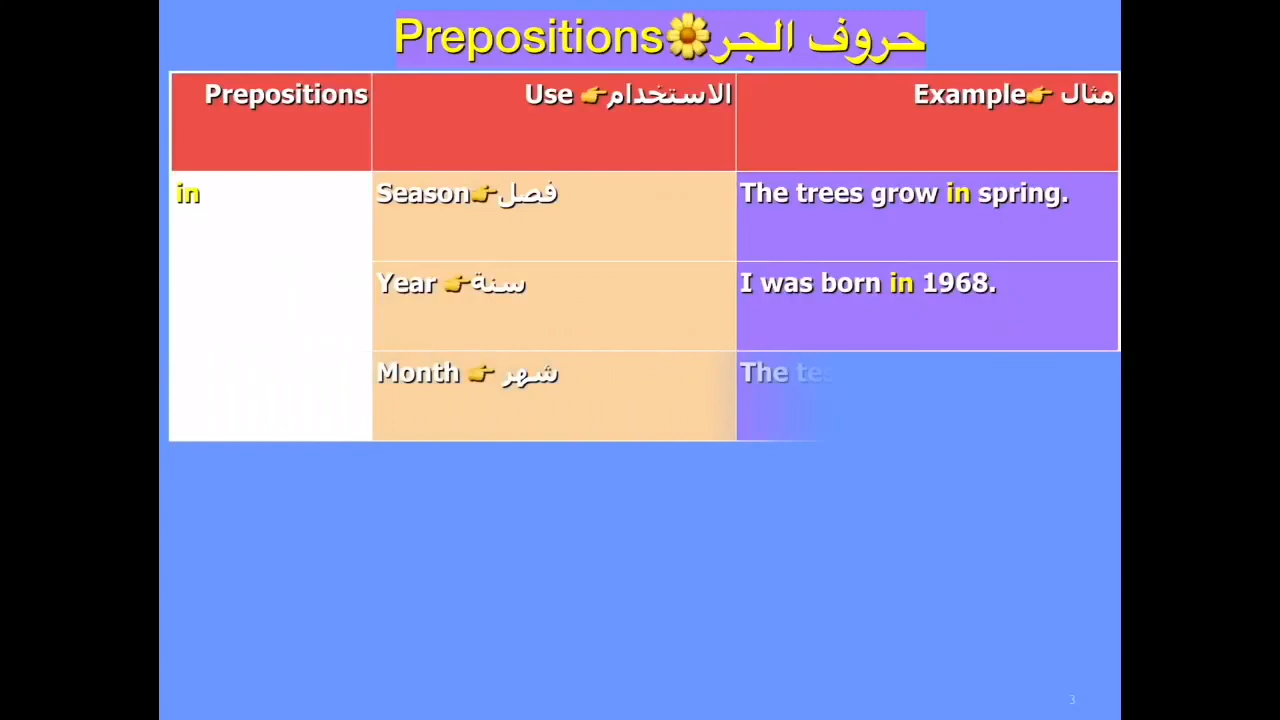 Prepositions🌼حروف الجر
Prepositions
Use 👉الاستخدام
Example👉 مثال
in
Season👉فصل
The trees grow in spring.
Year 👉سنة
I was born in 1968.
Month 👉 شهر
The
3